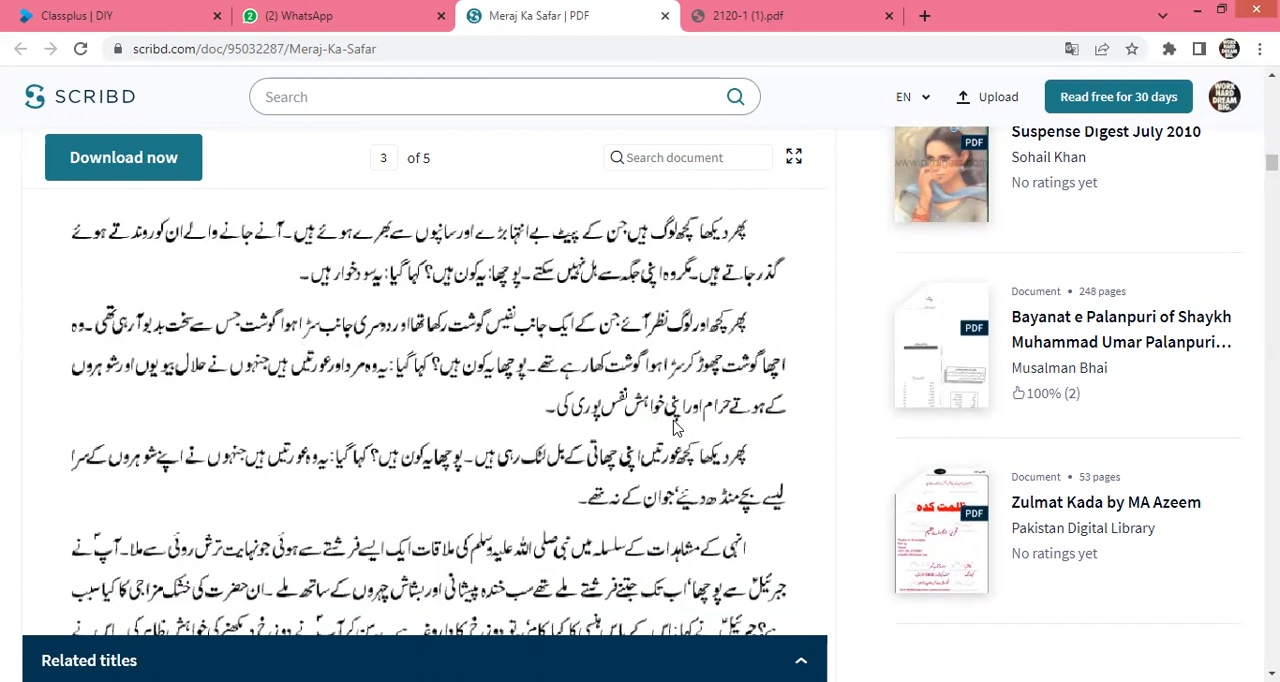 Classplus | DIY
(2) WhatsApp
Meraj Ka Safar | PDF
2120-1 (1).pdf
scribd.com/doc/95032287/Meraj-Ka-Safar
SCRIBD
Search
EN
Upload
Read free for 30 days
WORK HARD DREAM BIG.
Download now
3 of 5
Search document
پھر دیکھا کچھ لوگ ہیں جن کے پیٹ بے انتہا بڑے اور سانپوں سے بھرے ہوئے ہیں۔ آنے جانے والے ان کو روندتے ہوئے
گذر جاتے ہیں۔ مگر وہ اپنی جگہ سے ہل نہیں سکتے۔ پوچھا: یہ کون ہیں؟ کہا گیا: یہ سود خوار ہیں۔
پھر کچھ اور لوگ نظر آئے جن کے ایک جانب نفیس گوشت رکھا تھا اور دوسری جانب سڑا ہوا گوشت جس سے سخت بدبو آرہی تھی۔ وہ
اچھا گوشت چھوڑ کر سڑا ہوا گوشت کھا رہے تھے۔ پوچھا یہ کون ہیں؟ کہا گیا: یہ وہ مرد اور عورتیں ہیں جنہوں نے حلال بیویوں اور شوہروں
کے ہوتے حرام اور اپنی خواہش نفس پوری کی۔
پھر دیکھا کچھ عورتیں اپنی چھاتی کے بل لٹک رہی ہیں۔ پوچھا یہ کون ہیں؟ کہا گیا: یہ وہ عورتیں ہیں جنہوں نے اپنے شوہروں کے سر ا
لیسے بچے منڈھ دیئے جو ان کے نہ تھے۔
انہی کے مشاہدات کے سلسلہ میں نبی صلی اللہ علیہ وسلم کی ملاقات ایک ایسے فرشتے سے ہوئی جو نہایت ترش روئی سے ملا۔ آپؐ نے
جبرئیلؑ سے پوچھا' اب تک جتنے فرشتے ملے تھے سب خندہ پیشانی اور بشاش چہروں کے ساتھ ملے۔ ان حضرت کی خشک مزاجی کا کیا سبب
Related titles
PDF
Suspense Digest July 2010
Sohail Khan
No ratings yet
Document • 248 pages
PDF
Bayanat e Palanpuri of Shaykh
Muhammad Umar Palanpuri…
Musalman Bhai
100% (2)
Document • 53 pages
ظلمت کدہ
PDF
Zulmat Kada by MA Azeem
Pakistan Digital Library
No ratings yet